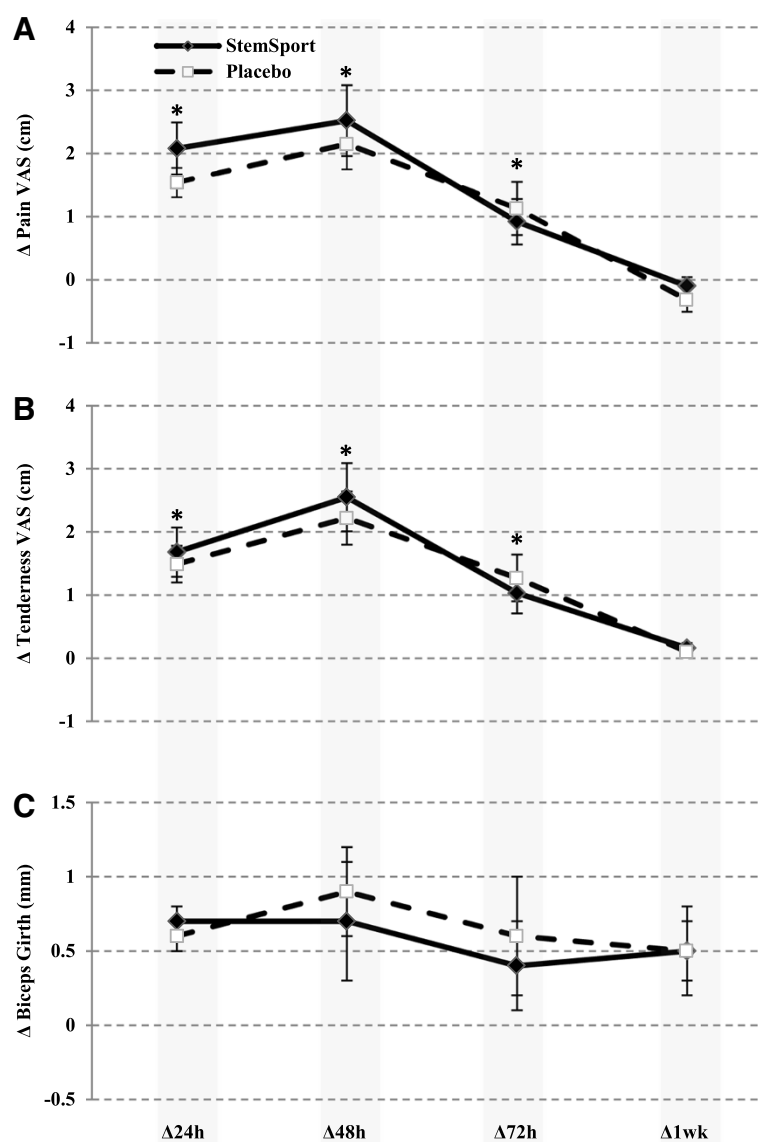 A
4
3
2
1
0
-1
Δ Pain VAS (cm)
StemSport
Placebo
*
*
*
B
4
3
2
1
0
-1
Δ Tenderness VAS (cm)
*
*
*
C
1.5
1
0.5
0
-0.5
Δ Biceps Girth (mm)
Δ24h Δ48h Δ72h Δ1wk